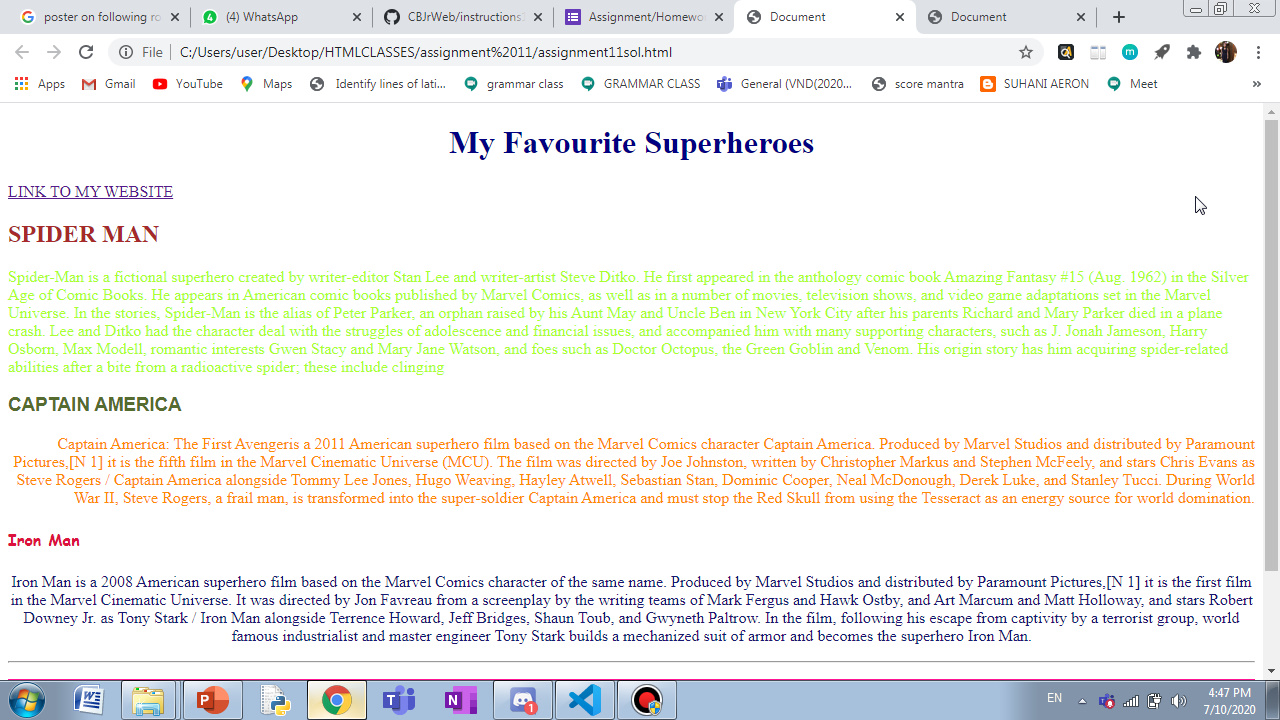 poster on following ro
(4) WhatsApp
CBJrWeb/instructions
Assignment/Homew
Document
Document
File
C:/Users/user/Desktop/HTMLCLASSES/assignment%2011/assignment11sol.html
Apps
Gmail
YouTube
Maps
Identify lines of lati...
grammar class
GRAMMAR CLASS
General (VND(2020...
score mantra
SUHANI AERON
Meet
»
My Favourite Superheroes
LINK TO MY WEBSITE
SPIDER MAN
Spider-Man is a fictional superhero created by writer-editor Stan Lee and writer-artist Steve Ditko. He first appeared in the anthology comic book Amazing Fantasy #15 (Aug. 1962) in the Silver
Age of Comic Books. He appears in American comic books published by Marvel Comics, as well as in a number of movies, television shows, and video game adaptations set in the Marvel
Universe. In the stories, Spider-Man is the alias of Peter Parker, an orphan raised by his Aunt May and Uncle Ben in New York City after his parents Richard and Mary Parker died in a plane
crash. Lee and Ditko had the character deal with the struggles of adolescence and financial issues, and accompanied him with many supporting characters, such as J. Jonah Jameson, Harry
Osborn, Max Modell, romantic interests Gwen Stacy and Mary Jane Watson, and foes such as Doctor Octopus, the Green Goblin and Venom. His origin story has him acquiring spider-related
abilities after a bite from a radioactive spider; these include clinging
CAPTAIN AMERICA
Captain America: The First Avengeris a 2011 American superhero film based on the Marvel Comics character Captain America. Produced by Marvel Studios and distributed by Paramount
Pictures,[N 1] it is the fifth film in the Marvel Cinematic Universe (MCU). The film was directed by Joe Johnston, written by Christopher Markus and Stephen McFeely, and stars Chris Evans as
Steve Rogers / Captain America alongside Tommy Lee Jones, Hugo Weaving, Hayley Atwell, Sebastian Stan, Dominic Cooper, Neal McDonough, Derek Luke, and Stanley Tucci. During World
War II, Steve Rogers, a frail man, is transformed into the super-soldier Captain America and must stop the Red Skull from using the Tesseract as an energy source for world domination.
Iron Man
Iron Man is a 2008 American superhero film based on the Marvel Comics character of the same name. Produced by Marvel Studios and distributed by Paramount Pictures,[N 1] it is the first film
in the Marvel Cinematic Universe. It was directed by Jon Favreau from a screenplay by the writing teams of Mark Fergus and Hawk Ostby, and Art Marcum and Matt Holloway, and stars Robert
Downey Jr. as Tony Stark / Iron Man alongside Terrence Howard, Jeff Bridges, Shaun Toub, and Gwyneth Paltrow. In the film, following his escape from captivity by a terrorist group, world
famous industrialist and master engineer Tony Stark builds a mechanized suit of armor and becomes the superhero Iron Man.
EN
4:47 PM
7/10/2020